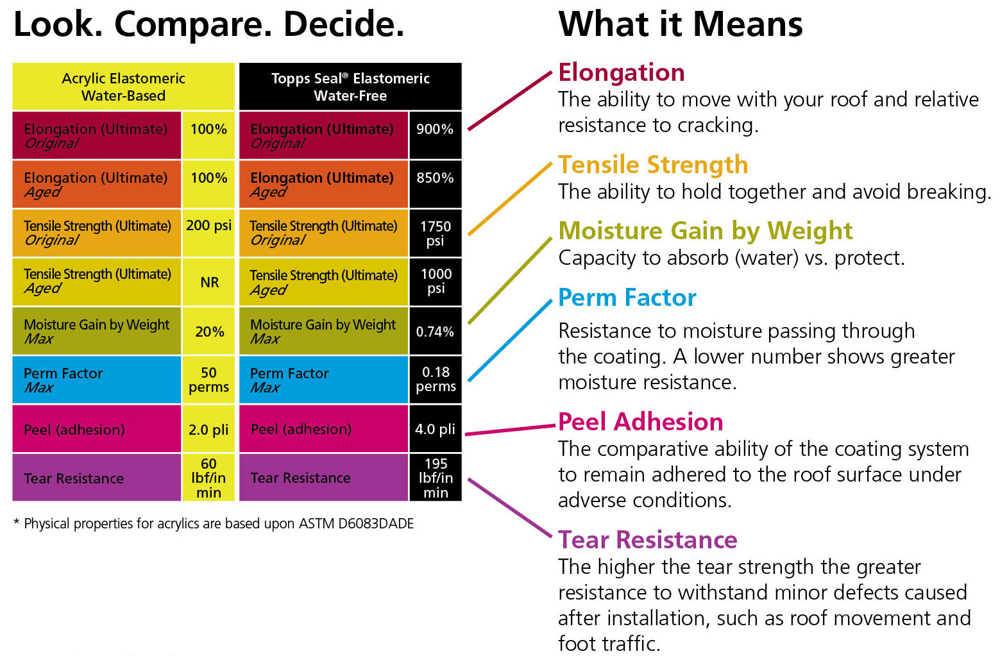 Look. Compare. Decide.
Acrylic Elastomeric
Water-Based
Topps Seal® Elastomeric
Water-Free
Elongation (Ultimate)
Original
100%
Elongation (Ultimate)
Original
900%
Elongation (Ultimate)
Aged
100%
Elongation (Ultimate)
Aged
850%
Tensile Strength (Ultimate)
Original
200 psi
Tensile Strength (Ultimate)
Original
1750
psi
Tensile Strength (Ultimate)
Aged
NR
Tensile Strength (Ultimate)
Aged
1000
psi
Moisture Gain by Weight
Max
20%
Moisture Gain by Weight
Max
0.74%
Perm Factor
Max
50
perms
Perm Factor
Max
0.18
perms
Peel (adhesion)
2.0 pli
Peel (adhesion)
4.0 pli
Tear Resistance
60
lbf/in
min
Tear Resistance
195
lbf/in
min
* Physical properties for acrylics are based upon ASTM D6083DADE
What it Means
Elongation
The ability to move with your roof and relative
resistance to cracking.
Tensile Strength
The ability to hold together and avoid breaking.
Moisture Gain by Weight
Capacity to absorb (water) vs. protect.
Perm Factor
Resistance to moisture passing through
the coating. A lower number shows greater
moisture resistance.
Peel Adhesion
The comparative ability of the coating system
to remain adhered to the roof surface under
adverse conditions.
Tear Resistance
The higher the tear strength the greater
resistance to withstand minor defects caused
after installation, such as roof movement and
foot traffic.